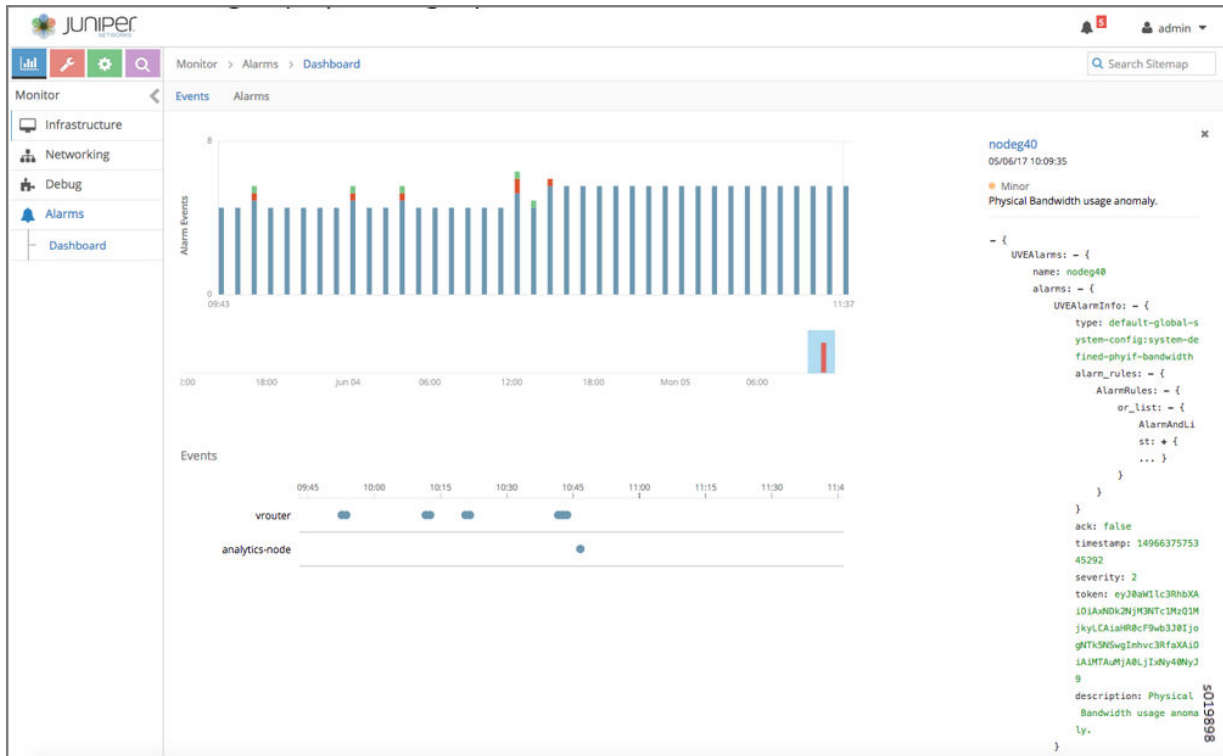 JUNIPER
NETWORKS
5
admin
Monitor > Alarms > Dashboard
Search Sitemap
Monitor
Events Alarms
Infrastructure
Networking
Debug
Alarms
Dashboard
8
Alarm Events
0
09:43
11:37
18:00 Jun 04 06:00 12:00 18:00 Mon 05 06:00
Events
09:45 10:00 10:15 10:30 10:45 11:00 11:15 11:30 11:4
vrouter
analytics-node
nodeg40
05/06/17 10:09:35
Minor
Physical Bandwidth usage anomaly.
- {
UVEAlarms: - {
name: nodeg40
alarms: - {
UVEAlarmInfo: - {
type: default-global-s
ystem-config:system-de
fined-phyif-bandwidth
alarm_rules: - {
AlarmRules: - {
or_list: - {
AlarmAndLi
st: + {
... }
}
}
}
ack: false
timestamp: 14966375753
45292
severity: 2
token: eyJ0aW1lc3RhbXA
iOiAxNDk2NjM3NTc1MzQ1M
jkyLCAiaHR0cF9wb3J0Ijo
gNTk5NSwgImhvc3RfaXAiO
iAiMTAuMjA0LjIxNy40NyJ
9
description: Physical
Bandwidth usage anoma
ly.
}
s019898